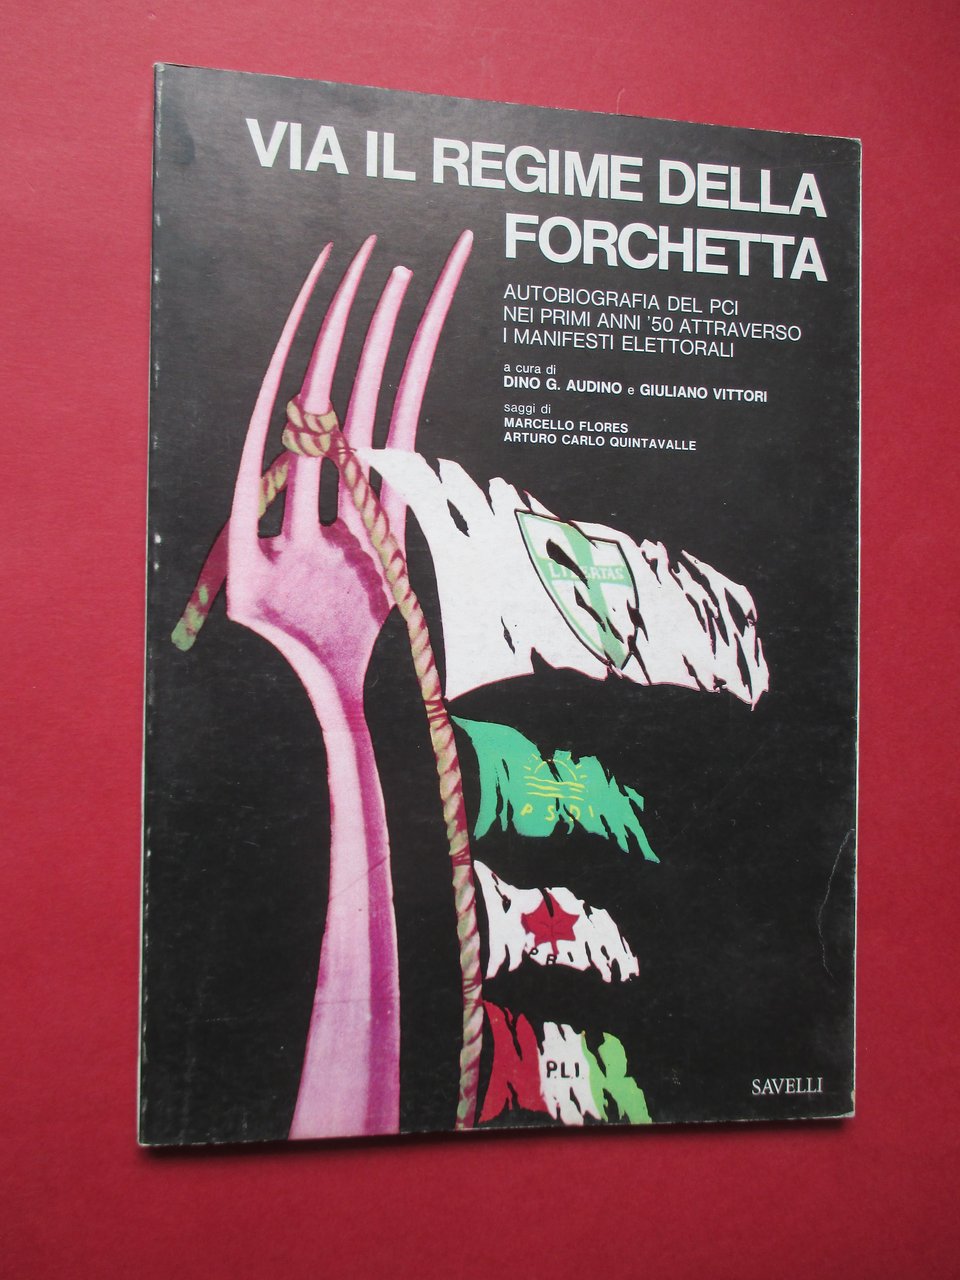 VIA IL REGIME DELLA
FORCHETTA
AUTOBIOGRAFIA DEL PCI
NEI PRIMI ANNI '50 ATTRAVERSO
I MANIFESTI ELETTORALI
a cura di
DINO G. AUDINO e GIULIANO VITTORI
saggi di
MARCELLO FLORES
ARTURO CARLO QUINTAVALLE
LIBERTAS
PSDI
PRI
P.L.I
SAVELLI